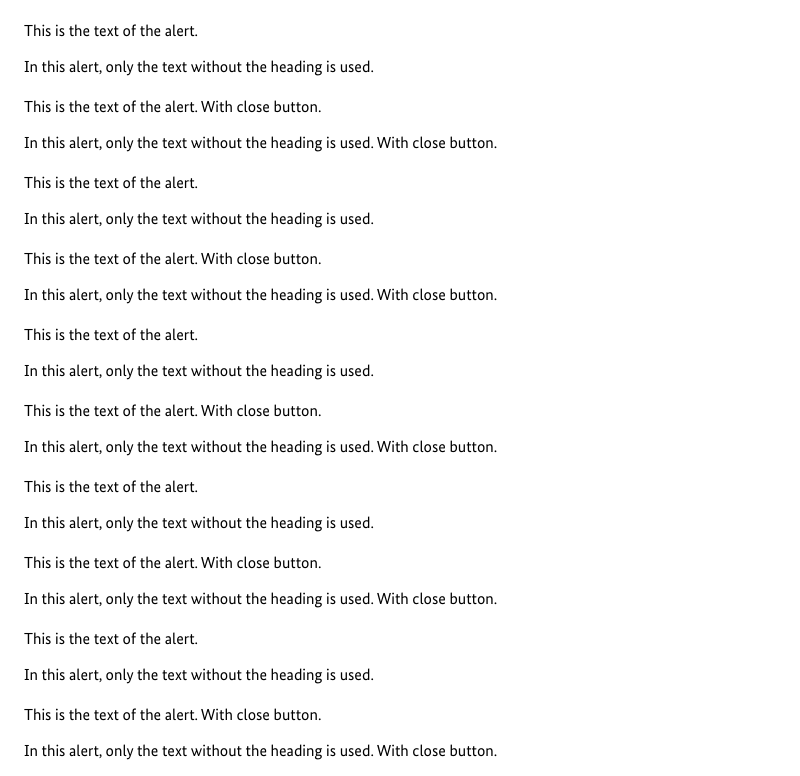 This is the text of the alert.
In this alert, only the text without the heading is used.
This is the text of the alert. With close button.
In this alert, only the text without the heading is used. With close button.
This is the text of the alert.
In this alert, only the text without the heading is used.
This is the text of the alert. With close button.
In this alert, only the text without the heading is used. With close button.
This is the text of the alert.
In this alert, only the text without the heading is used.
This is the text of the alert. With close button.
In this alert, only the text without the heading is used. With close button.
This is the text of the alert.
In this alert, only the text without the heading is used.
This is the text of the alert. With close button.
In this alert, only the text without the heading is used. With close button.
This is the text of the alert.
In this alert, only the text without the heading is used.
This is the text of the alert. With close button.
In this alert, only the text without the heading is used. With close button.